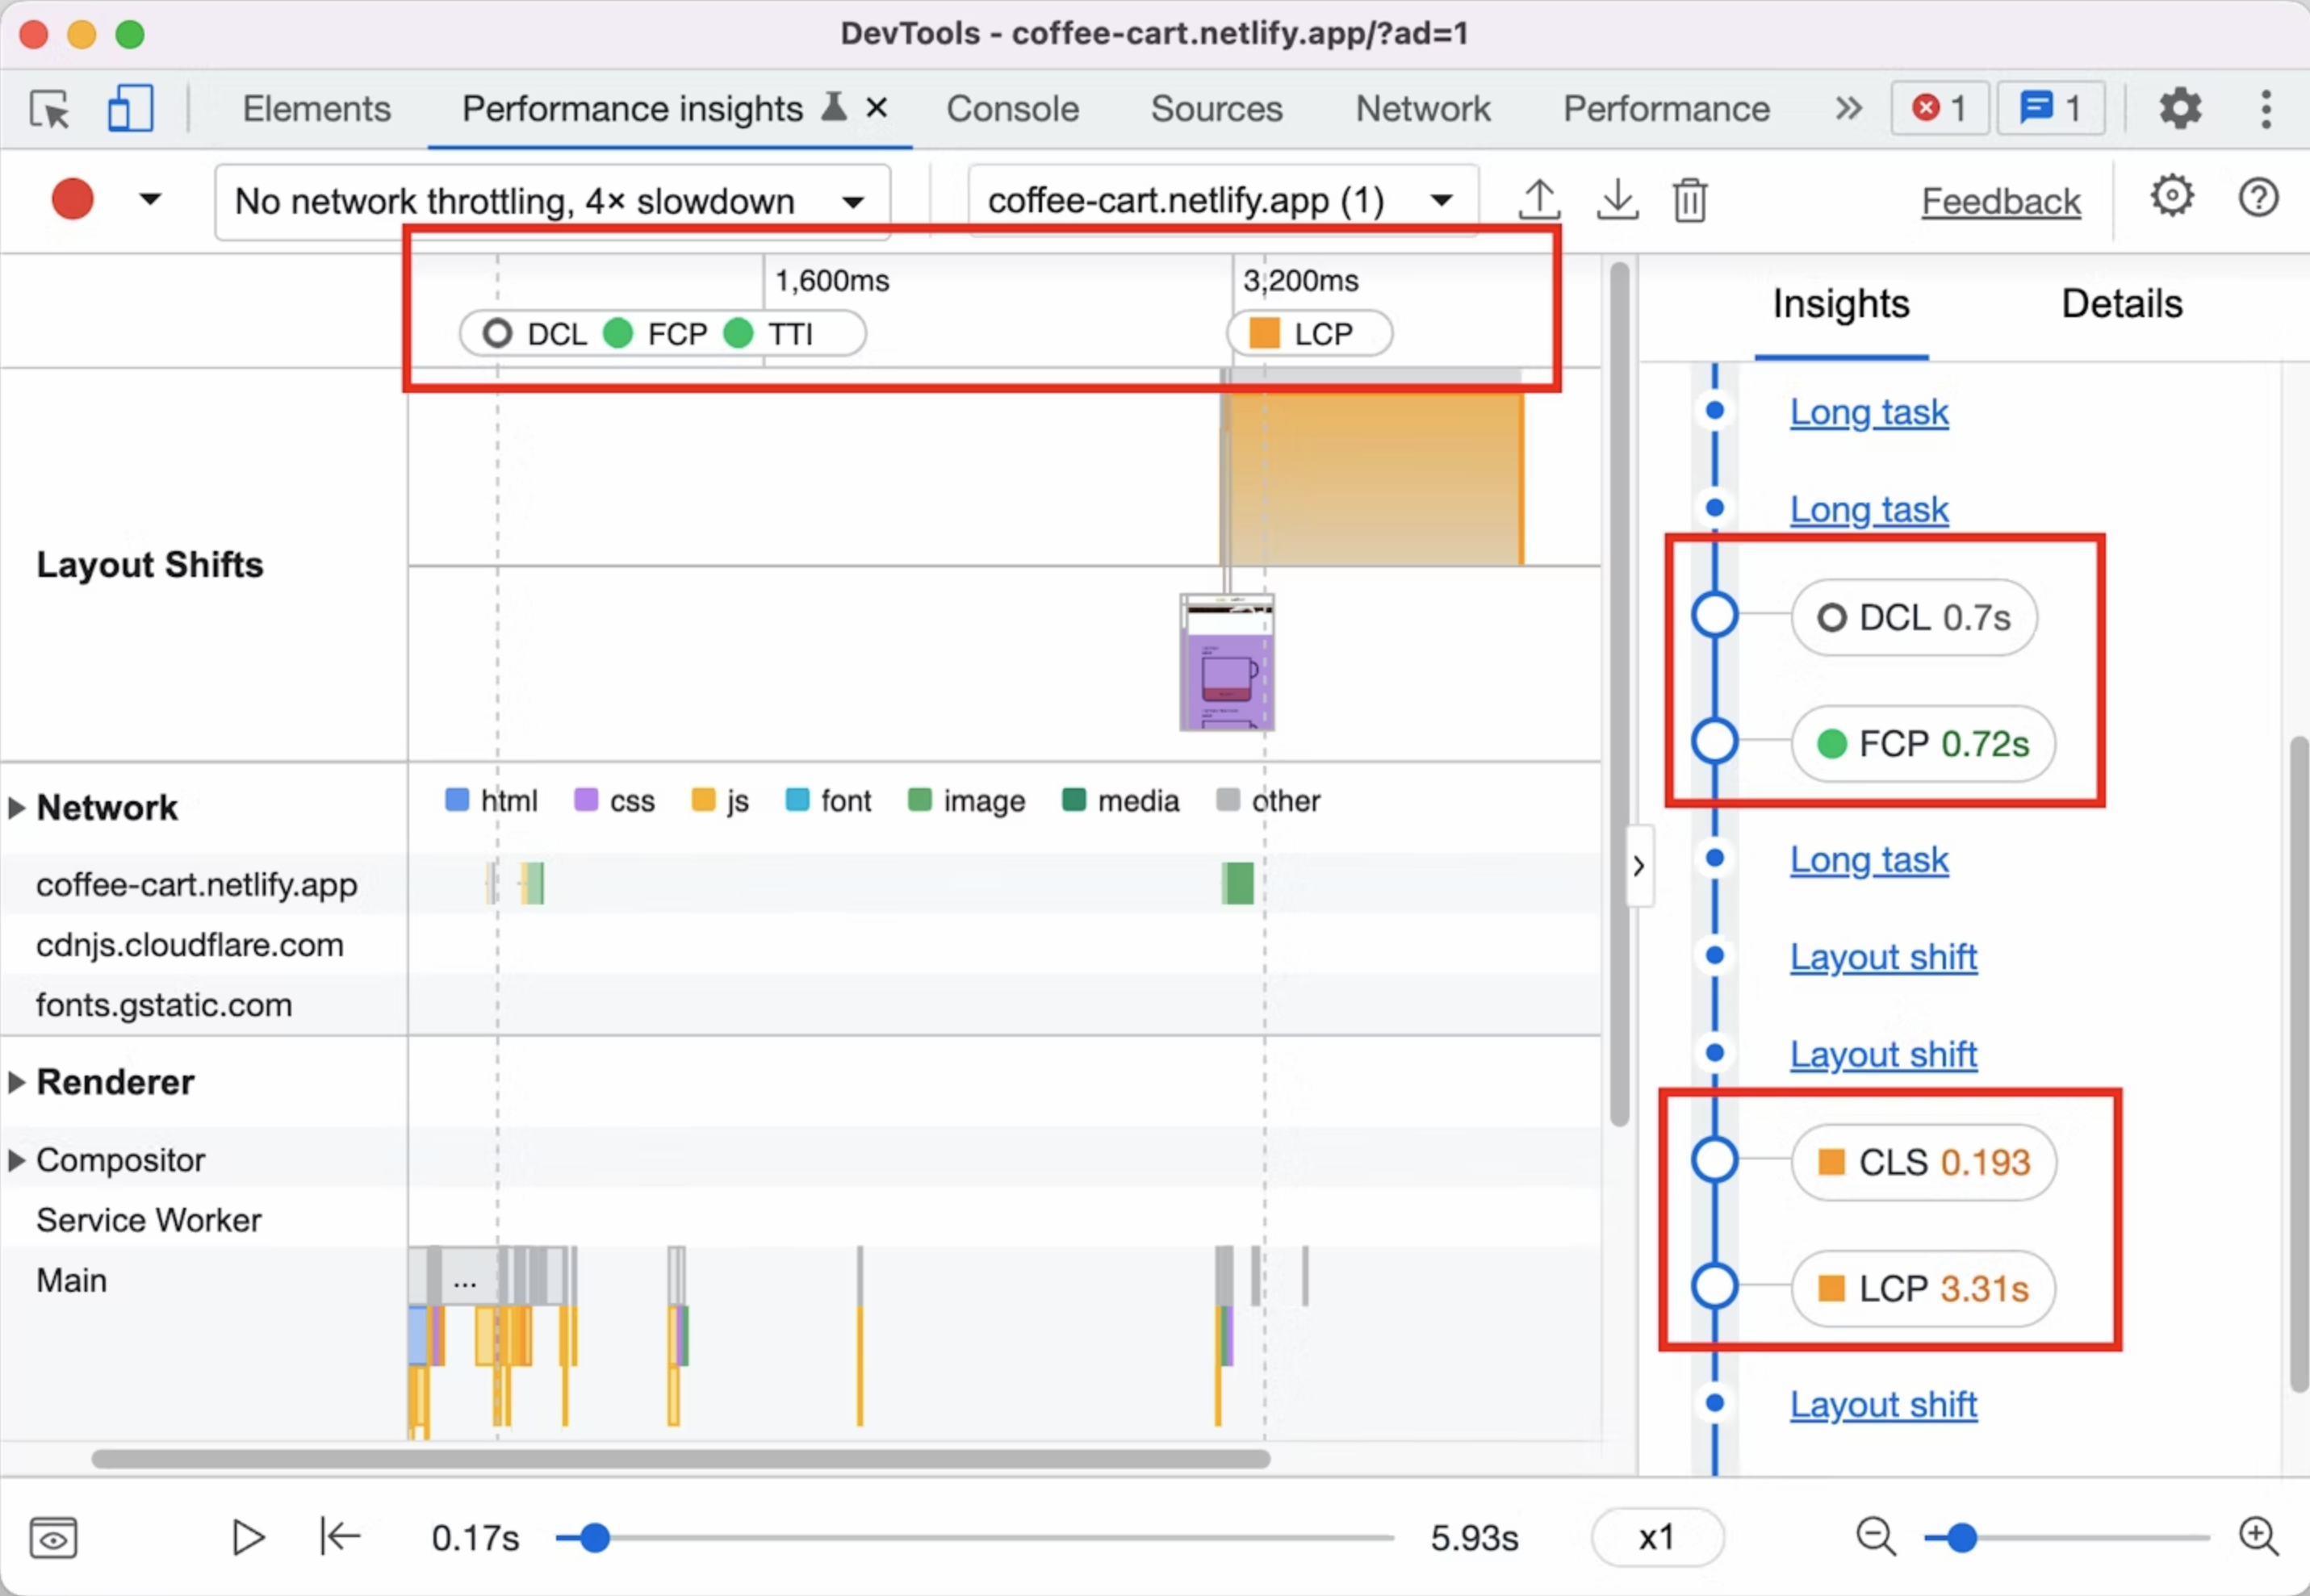 DevTools - coffee-cart.netlify.app/?ad=1
Elements Performance insights Console Sources Network Performance 1 1
No network throttling, 4× slowdown coffee-cart.netlify.app (1) Feedback
1,600ms 3,200ms
DCL FCP TTI LCP
Layout Shifts
Network html css js font image media other
coffee-cart.netlify.app
cdnjs.cloudflare.com
fonts.gstatic.com
Renderer
Compositor
Service Worker
Main ...
Insights Details
Long task
Long task
DCL 0.7s
FCP 0.72s
Long task
Layout shift
Layout shift
CLS 0.193
LCP 3.31s
Layout shift
0.17s 5.93s x1